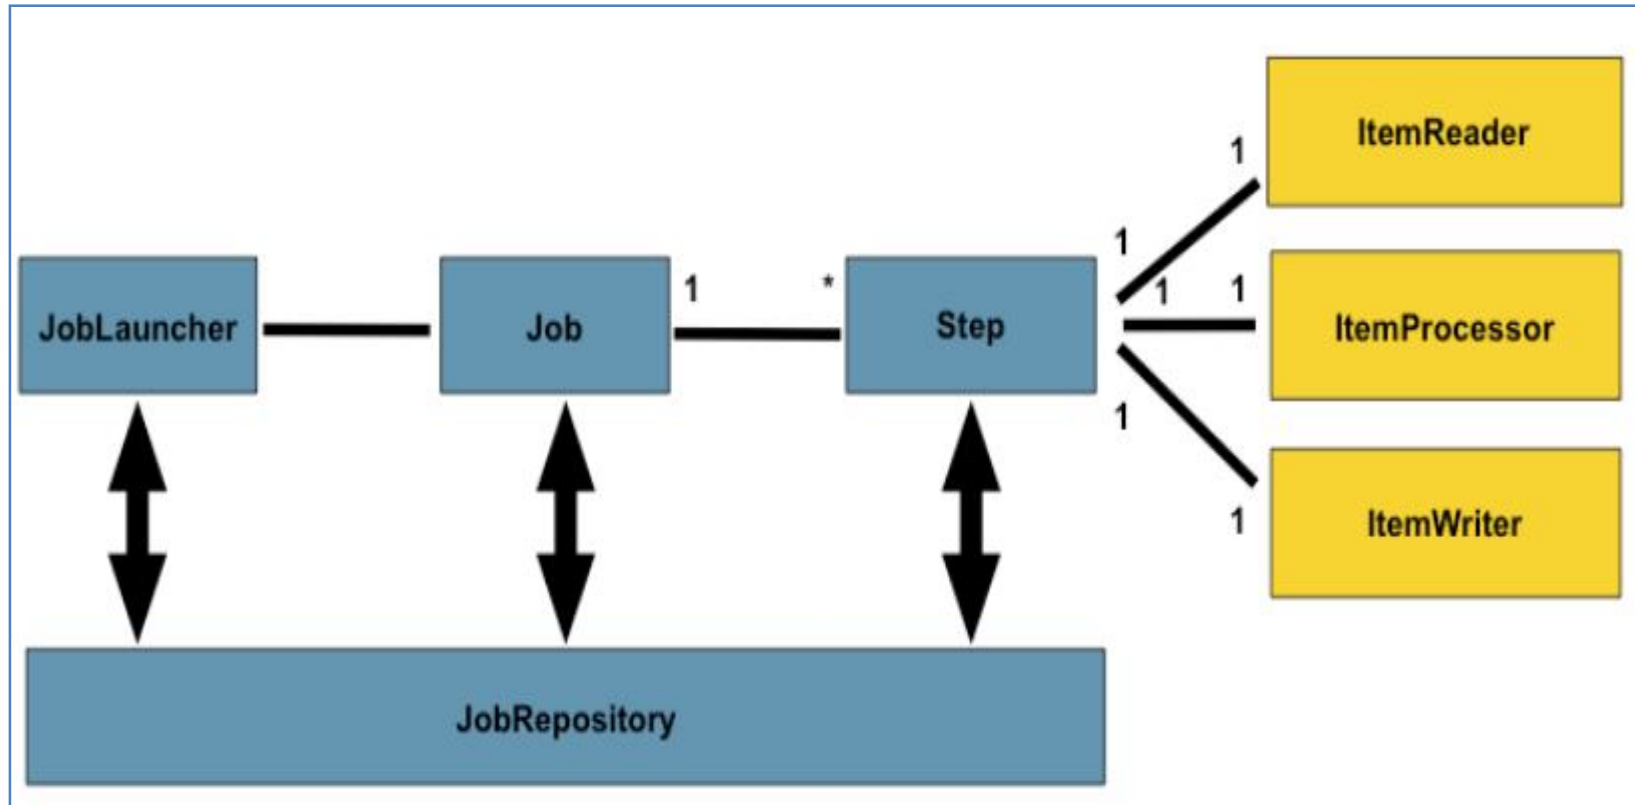 ItemReader
1
1
JobLauncher
Job
1
*
Step
1
1
ItemProcessor
1
1
ItemWriter
JobRepository